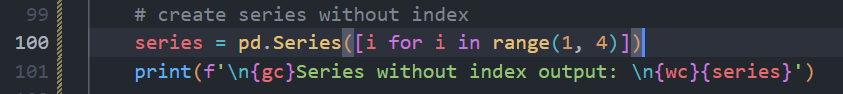 99 # create series without index
100 series = pd.Series([i for i in range(1, 4)])
101 print(f'\n{gc}Series without index output: \n{wc}{series}')